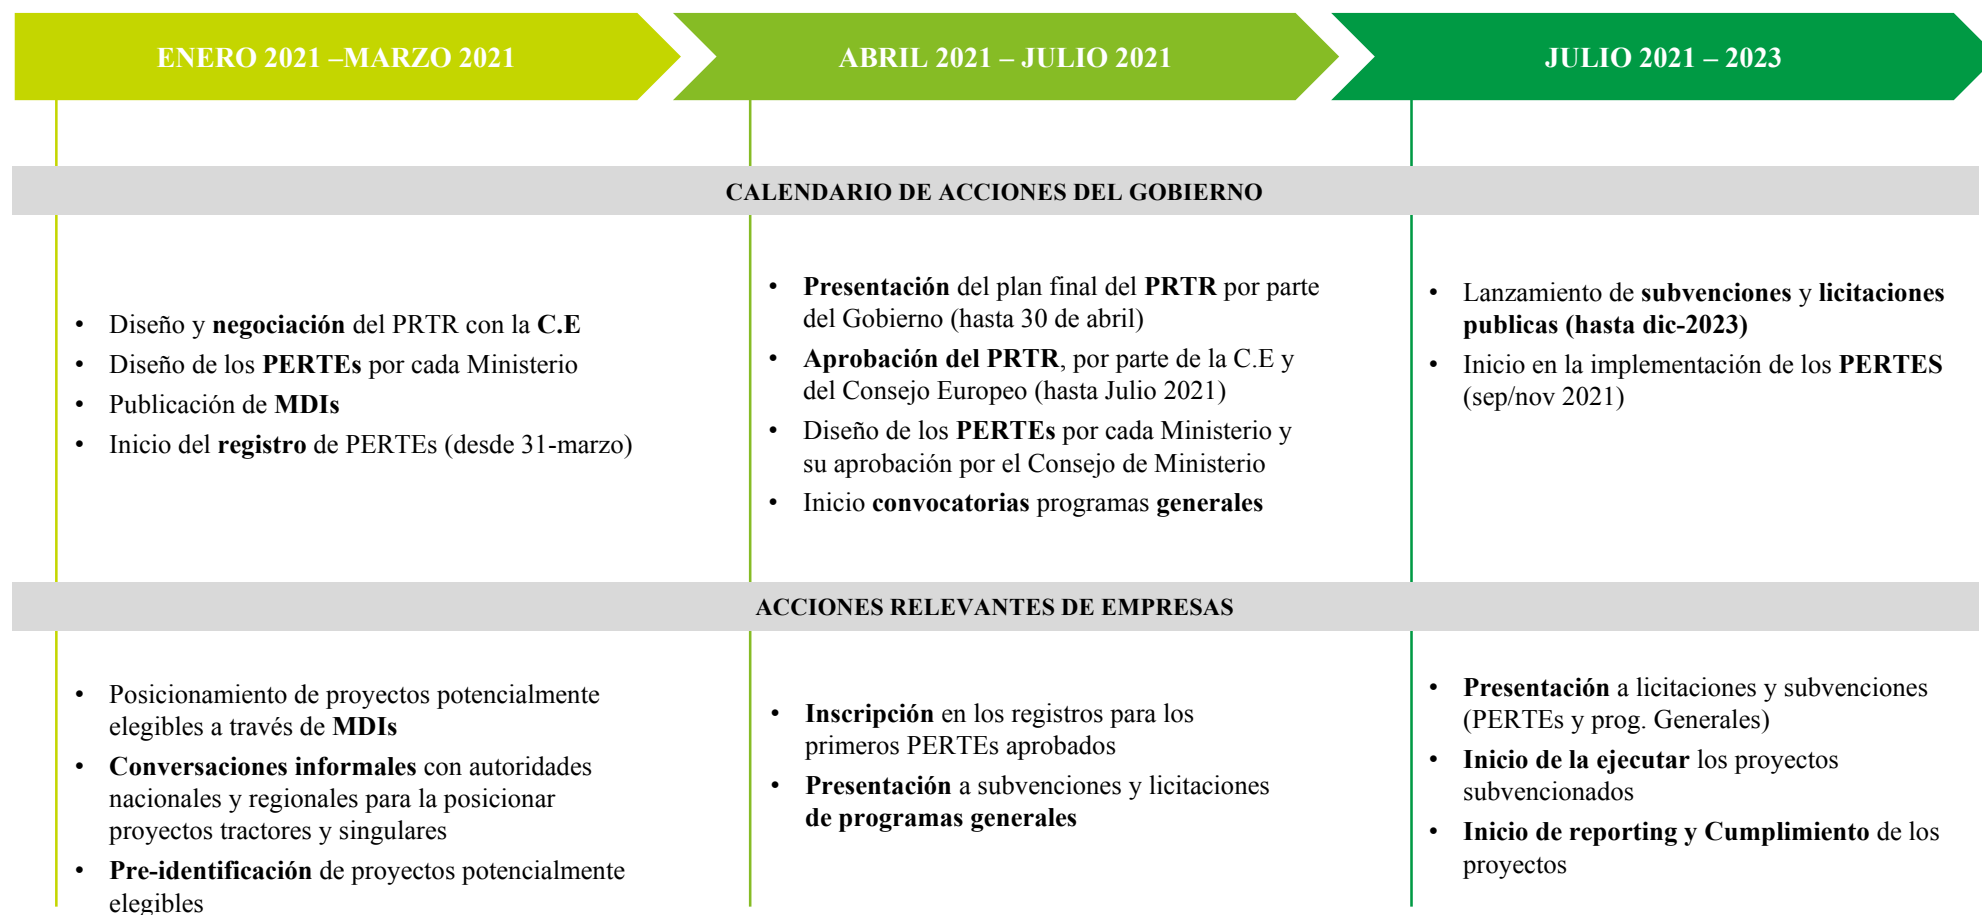 ENERO 2021 –MARZO 2021
ABRIL 2021 – JULIO 2021
JULIO 2021 – 2023
CALENDARIO DE ACCIONES DEL GOBIERNO
• Diseño y negociación del PRTR con la C.E
• Diseño de los PERTEs por cada Ministerio
• Publicación de MDIs
• Inicio del registro de PERTEs (desde 31-marzo)
• Presentación del plan final del PRTR por parte
del Gobierno (hasta 30 de abril)
• Aprobación del PRTR, por parte de la C.E y
del Consejo Europeo (hasta Julio 2021)
• Diseño de los PERTEs por cada Ministerio y
su aprobación por el Consejo de Ministerio
• Inicio convocatorias programas generales
• Lanzamiento de subvenciones y licitaciones
publicas (hasta dic-2023)
• Inicio en la implementación de los PERTES
(sep/nov 2021)
ACCIONES RELEVANTES DE EMPRESAS
• Posicionamiento de proyectos potencialmente
elegibles a través de MDIs
• Conversaciones informales con autoridades
nacionales y regionales para la posicionar
proyectos tractores y singulares
• Pre-identificación de proyectos potencialmente
elegibles
• Inscripción en los registros para los
primeros PERTEs aprobados
• Presentación a subvenciones y licitaciones
de programas generales
• Presentación a licitaciones y subvenciones
(PERTEs y prog. Generales)
• Inicio de la ejecutar los proyectos
subvencionados
• Inicio de reporting y Cumplimiento de los
proyectos